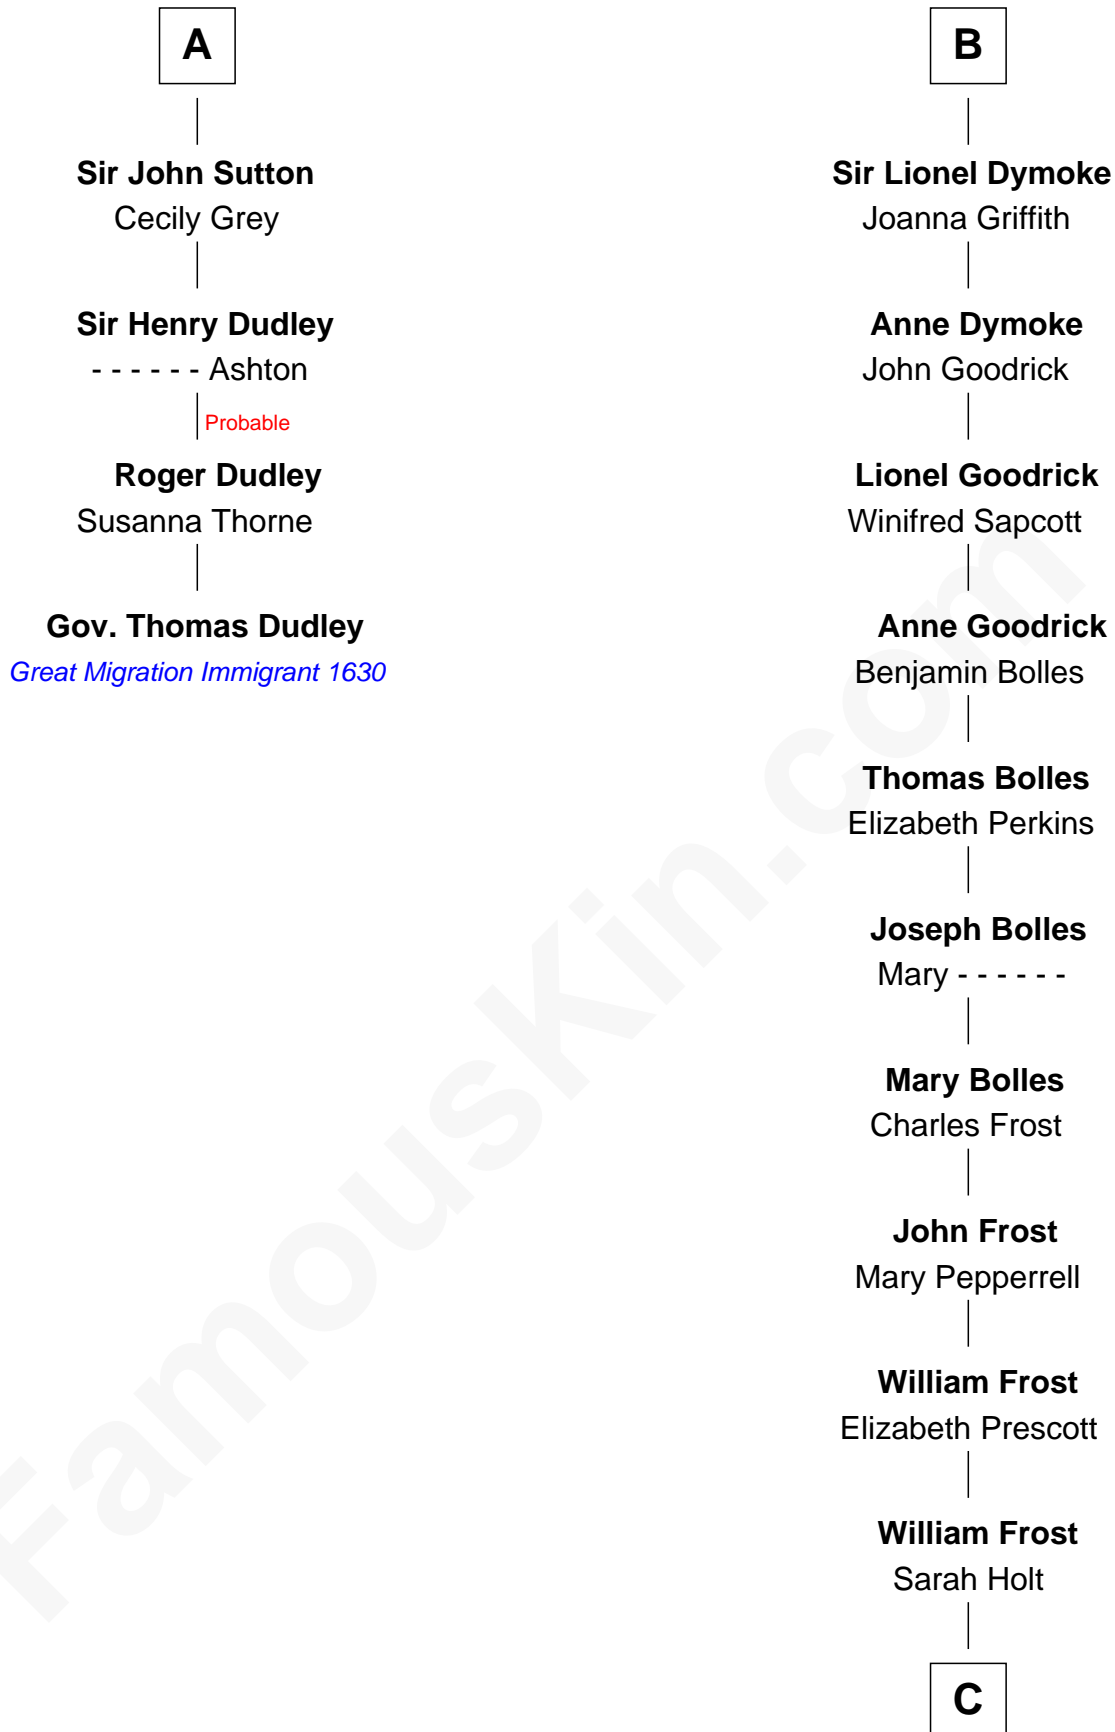 A
Sir John Sutton
Cecily Grey
Sir Henry Dudley
- - - - - - Ashton
Probable
Roger Dudley
Susanna Thorne
Gov. Thomas Dudley
Great Migration Immigrant 1630
B
Sir Lionel Dymoke
Joanna Griffith
Anne Dymoke
John Goodrick
Lionel Goodrick
Winifred Sapcott
Anne Goodrick
Benjamin Bolles
Thomas Bolles
Elizabeth Perkins
Joseph Bolles
Mary - - - - - -
Mary Bolles
Charles Frost
John Frost
Mary Pepperrell
William Frost
Elizabeth Prescott
William Frost
Sarah Holt
C
FamousKin.com